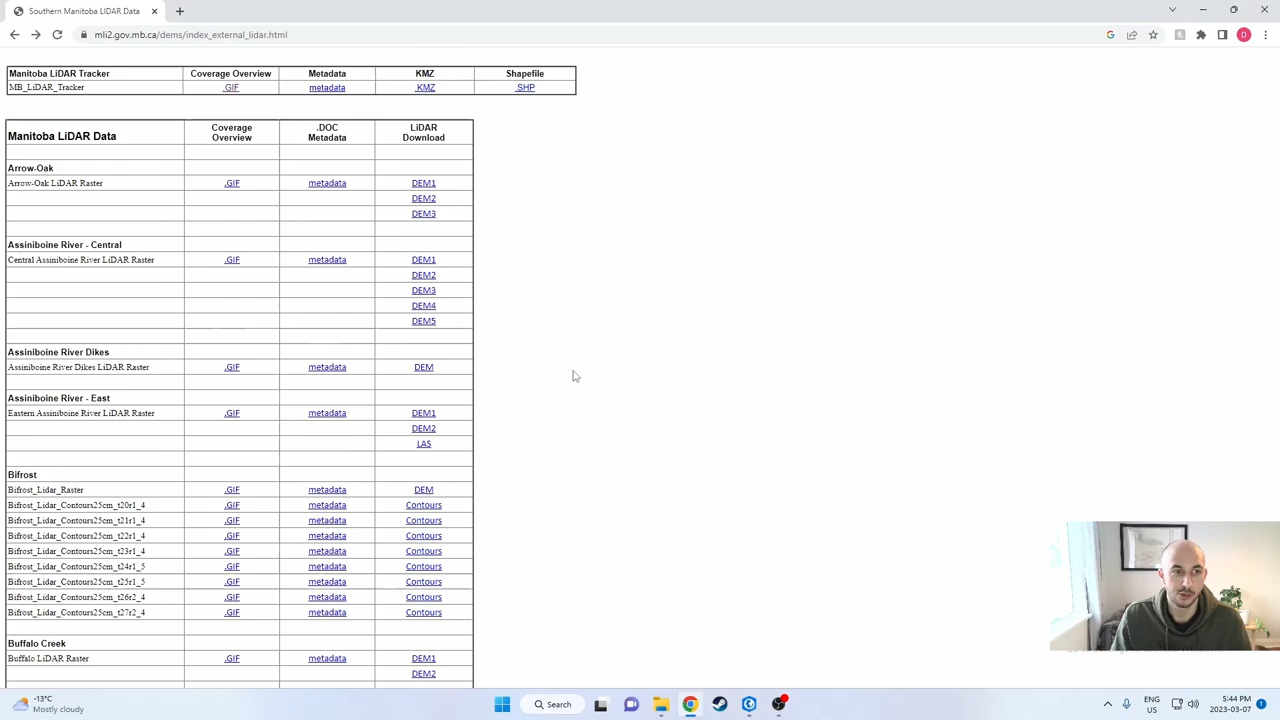 Southern Manitoba LiDAR Data
mli2.gov.mb.ca/dems/index_external_lidar.html
D
Manitoba LiDAR Tracker Coverage Overview Metadata KMZ Shapefile
MB_LiDAR_Tracker .GIF metadata .KMZ .SHP
Manitoba LiDAR Data Coverage Overview .DOC Metadata LiDAR Download
Arrow-Oak
Arrow-Oak LiDAR Raster .GIF metadata DEM1
DEM2
DEM3
Assiniboine River - Central
Central Assiniboine River LiDAR Raster .GIF metadata DEM1
DEM2
DEM3
DEM4
DEM5
Assiniboine River Dikes
Assiniboine River Dikes LiDAR Raster .GIF metadata DEM
Assiniboine River - East
Eastern Assiniboine River LiDAR Raster .GIF metadata DEM1
DEM2
LAS
Bifrost
Bifrost_Lidar_Raster .GIF metadata DEM
Bifrost_Lidar_Contours25cm_t20r1_4 .GIF metadata Contours
Bifrost_Lidar_Contours25cm_t21r1_4 .GIF metadata Contours
Bifrost_Lidar_Contours25cm_t22r1_4 .GIF metadata Contours
Bifrost_Lidar_Contours25cm_t23r1_4 .GIF metadata Contours
Bifrost_Lidar_Contours25cm_t24r1_5 .GIF metadata Contours
Bifrost_Lidar_Contours25cm_t25r1_5 .GIF metadata Contours
Bifrost_Lidar_Contours25cm_t26r2_4 .GIF metadata Contours
Bifrost_Lidar_Contours25cm_t27r2_4 .GIF metadata Contours
Buffalo Creek
Buffalo LiDAR Raster .GIF metadata DEM1
DEM2
-13°C
Mostly cloudy
Search
ENG
US
5:44 PM
2023-03-07